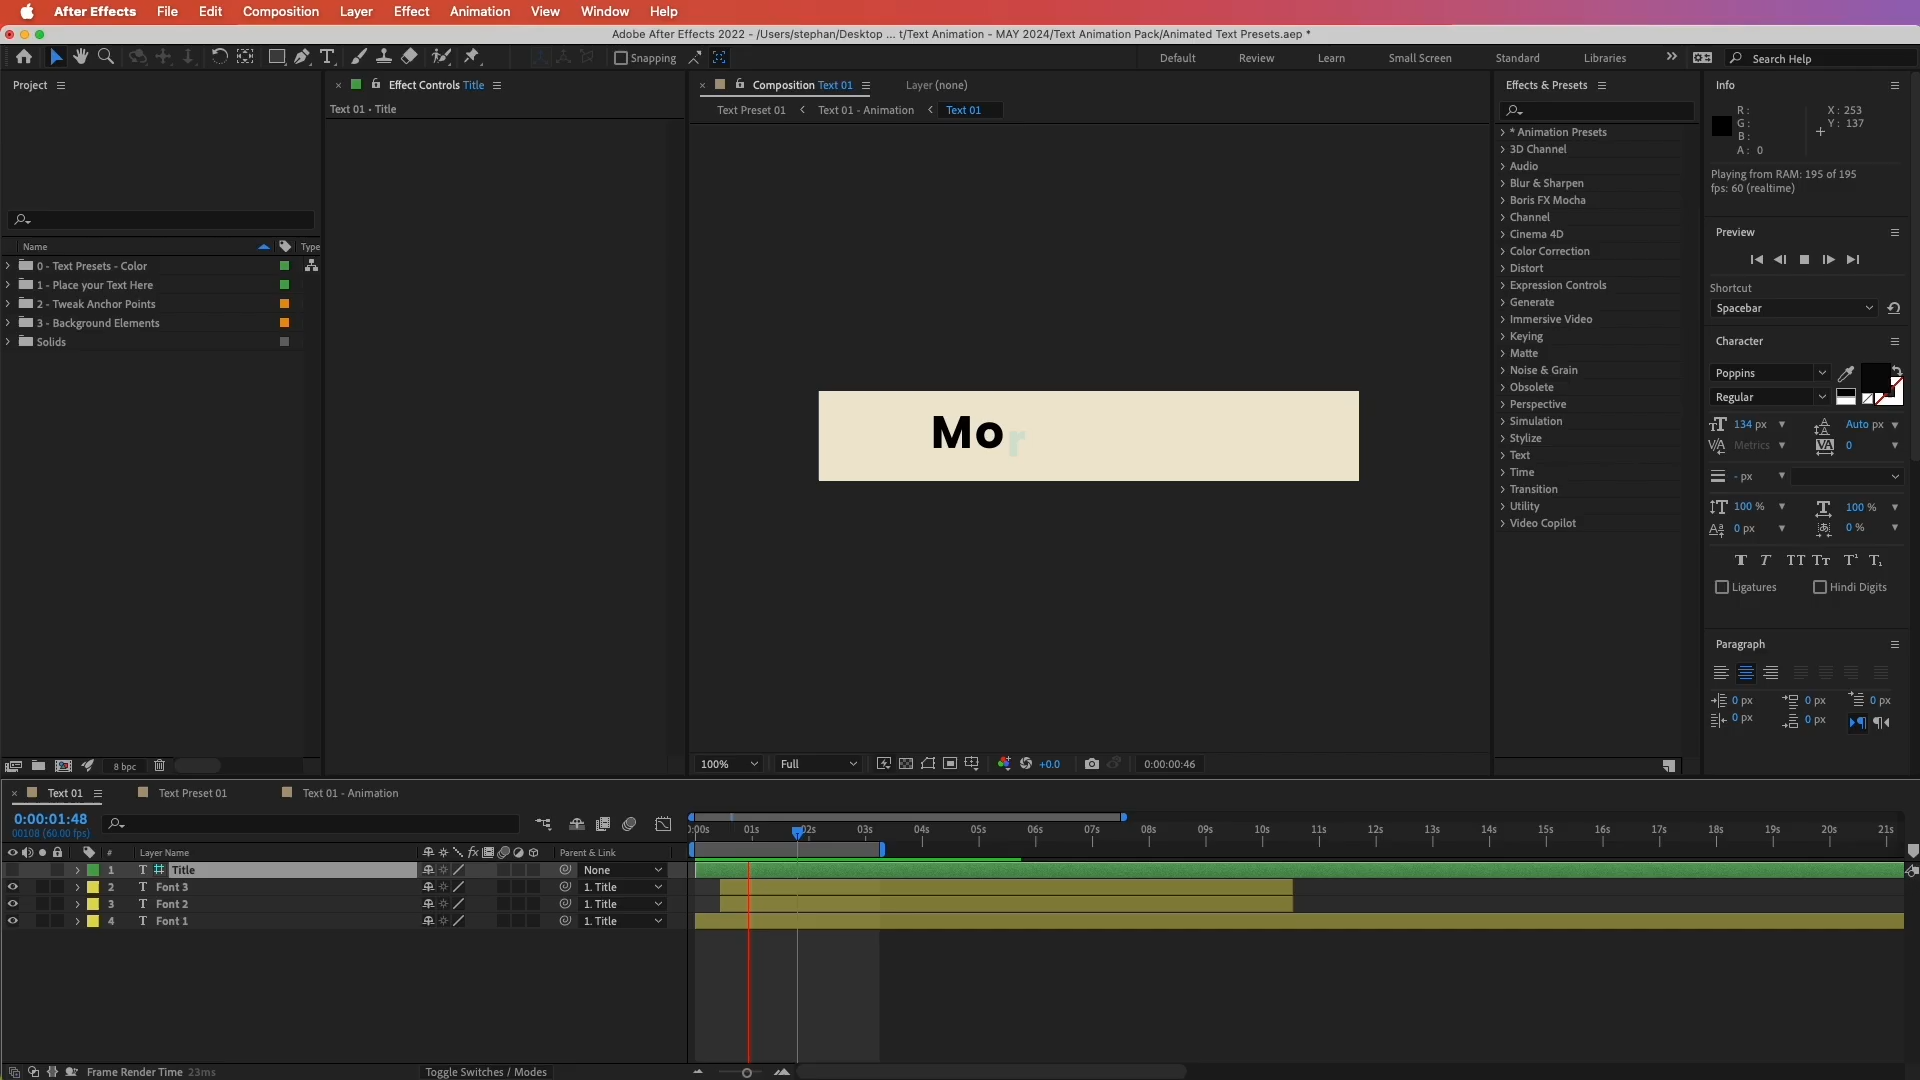 After Effects File Edit Composition Layer Effect Animation View Window Help
Adobe After Effects 2022 - /Users/stephan/Desktop ... t/Text Animation - MAY 2024/Text Animation Pack/Animated Text Presets.aep *
Snapping
Default Review Learn Small Screen Standard Libraries Search Help
Project
Effect Controls Title
Text 01 • Title
Composition Text 01
Layer (none)
Text Preset 01 Text 01 - Animation Text 01
Name Type
0 - Text Presets - Color
1 - Place your Text Here
2 - Tweak Anchor Points
3 - Background Elements
Solids
8 bpc
Mor
100% Full +0.0 0:00:00:46
Effects & Presets
* Animation Presets
3D Channel
Audio
Blur & Sharpen
Boris FX Mocha
Channel
Cinema 4D
Color Correction
Distort
Expression Controls
Generate
Immersive Video
Keying
Matte
Noise & Grain
Obsolete
Perspective
Simulation
Stylize
Text
Time
Transition
Utility
Video Copilot
Info
R: X: 253
G: Y: 137
B:
A: 0
Playing from RAM: 195 of 195
fps: 60 (realtime)
Preview
Shortcut
Spacebar
Character
Poppins
Regular
134 px Auto px
Metrics 0
- px
100 % 100 %
0 px 0 %
T T TT Tт T¹ T₁
Ligatures Hindi Digits
Paragraph
0 px 0 px 0 px
0 px 0 px
Text 01 Text Preset 01 Text 01 - Animation
0:00:01:48
00108 (60.00 fps)
:00s 01s 02s 03s 04s 05s 06s 07s 08s 09s 10s 11s 12s 13s 14s 15s 16s 17s 18s 19s 20s 21s
# Layer Name Parent & Link
1 T Title None
2 T Font 3 1. Title
3 T Font 2 1. Title
4 T Font 1 1. Title
Frame Render Time 23ms
Toggle Switches / Modes